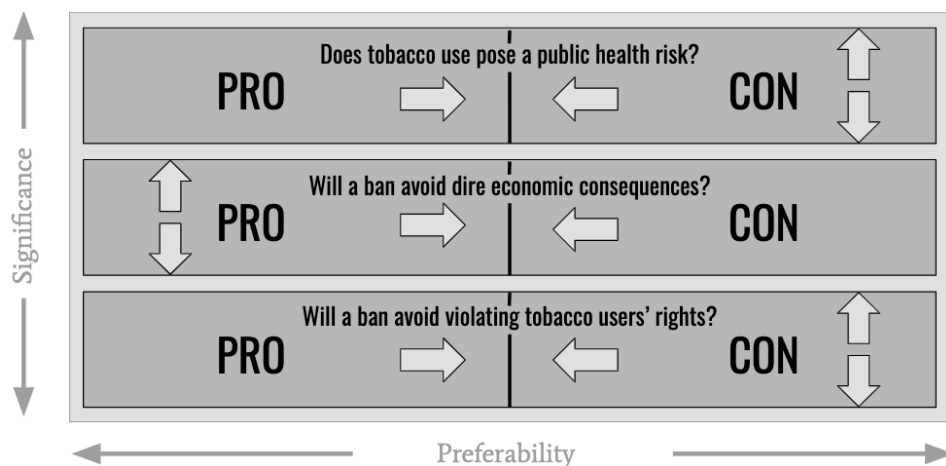 Does tobacco use pose a public health risk?
PRO CON
Will a ban avoid dire economic consequences?
PRO CON
Will a ban avoid violating tobacco users' rights?
PRO CON
Significance
Preferability